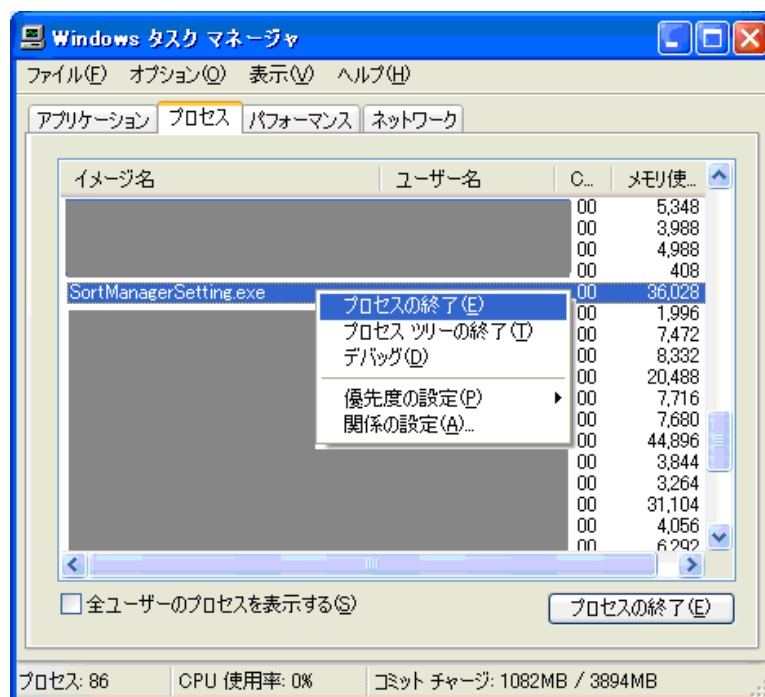 Windows タスク マネージャ
ファイル(F) オプション(O) 表示(V) ヘルプ(H)
アプリケーション プロセス パフォーマンス ネットワーク
イメージ名 ユーザー名 C... メモリ使...
00 5,348
00 3,988
00 4,988
00 408
SortManagerSetting.exe 00 36,028
プロセスの終了(E)
プロセス ツリーの終了(T)
デバッグ(D)
優先度の設定(P)
関係の設定(A)...
00 1,996
00 7,472
00 8,332
00 20,488
00 7,716
00 7,680
00 44,896
00 3,844
00 3,264
00 31,104
00 4,056
00 6,292
全ユーザーのプロセスを表示する(S) プロセスの終了(E)
プロセス: 86 CPU 使用率: 0% コミット チャージ: 1082MB / 3894MB